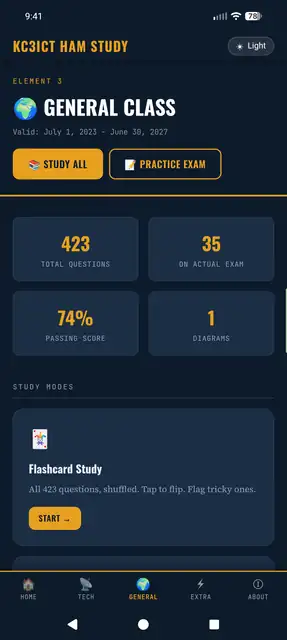 9:41
78
KC3ICT HAM STUDY
Light
ELEMENT 3
GENERAL CLASS
Valid: July 1, 2023 - June 30, 2027
STUDY ALL
PRACTICE EXAM
423
TOTAL QUESTIONS
35
ON ACTUAL EXAM
74%
PASSING SCORE
1
DIAGRAMS
STUDY MODES
Flashcard Study
All 423 questions, shuffled. Tap to flip. Flag tricky ones.
START →
HOME
TECH
GENERAL
EXTRA
ABOUT